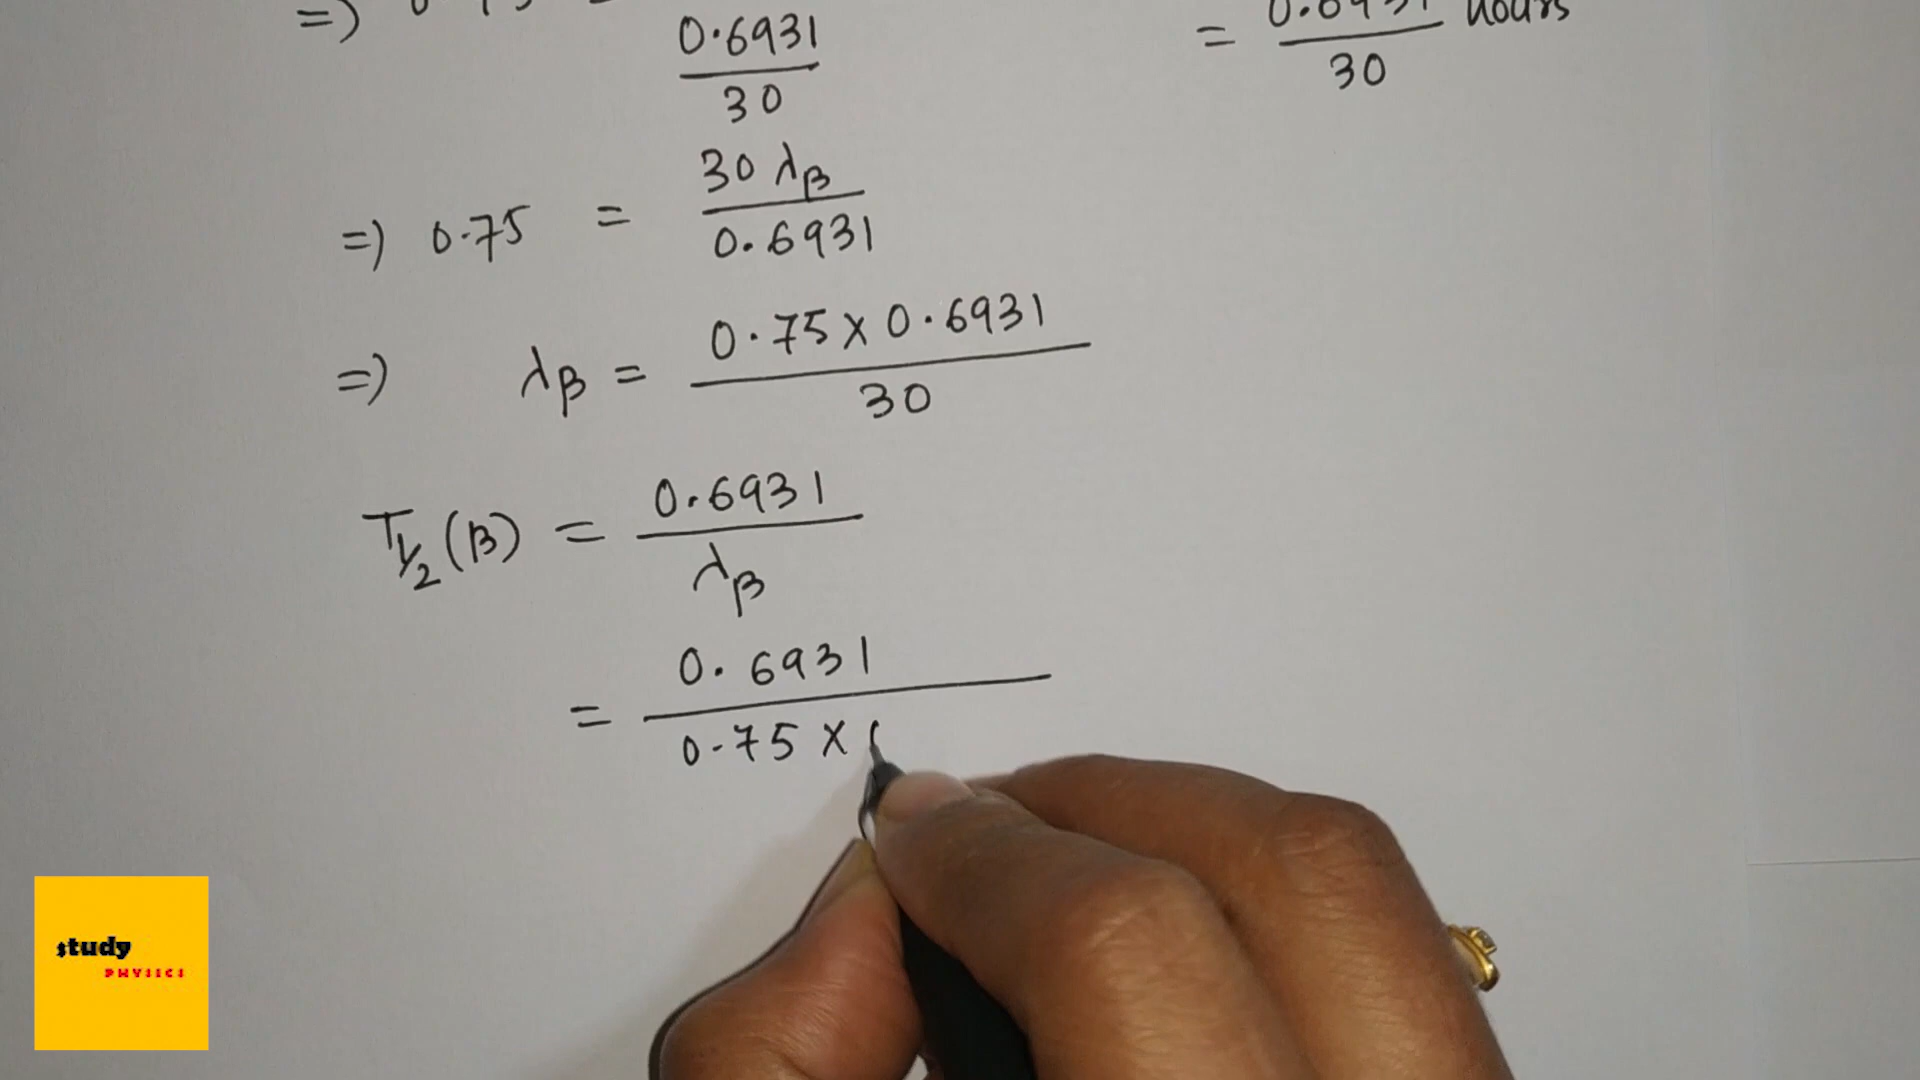 =)
0.6931 = 0.6931 hours
30 30
30 λβ
=) 0.75 =
0.6931
0.75 x 0.6931
=) λβ =
30
0.6931
T1/2 (β) =
λβ
0.6931
=
0.75 x
study
PHYSICS